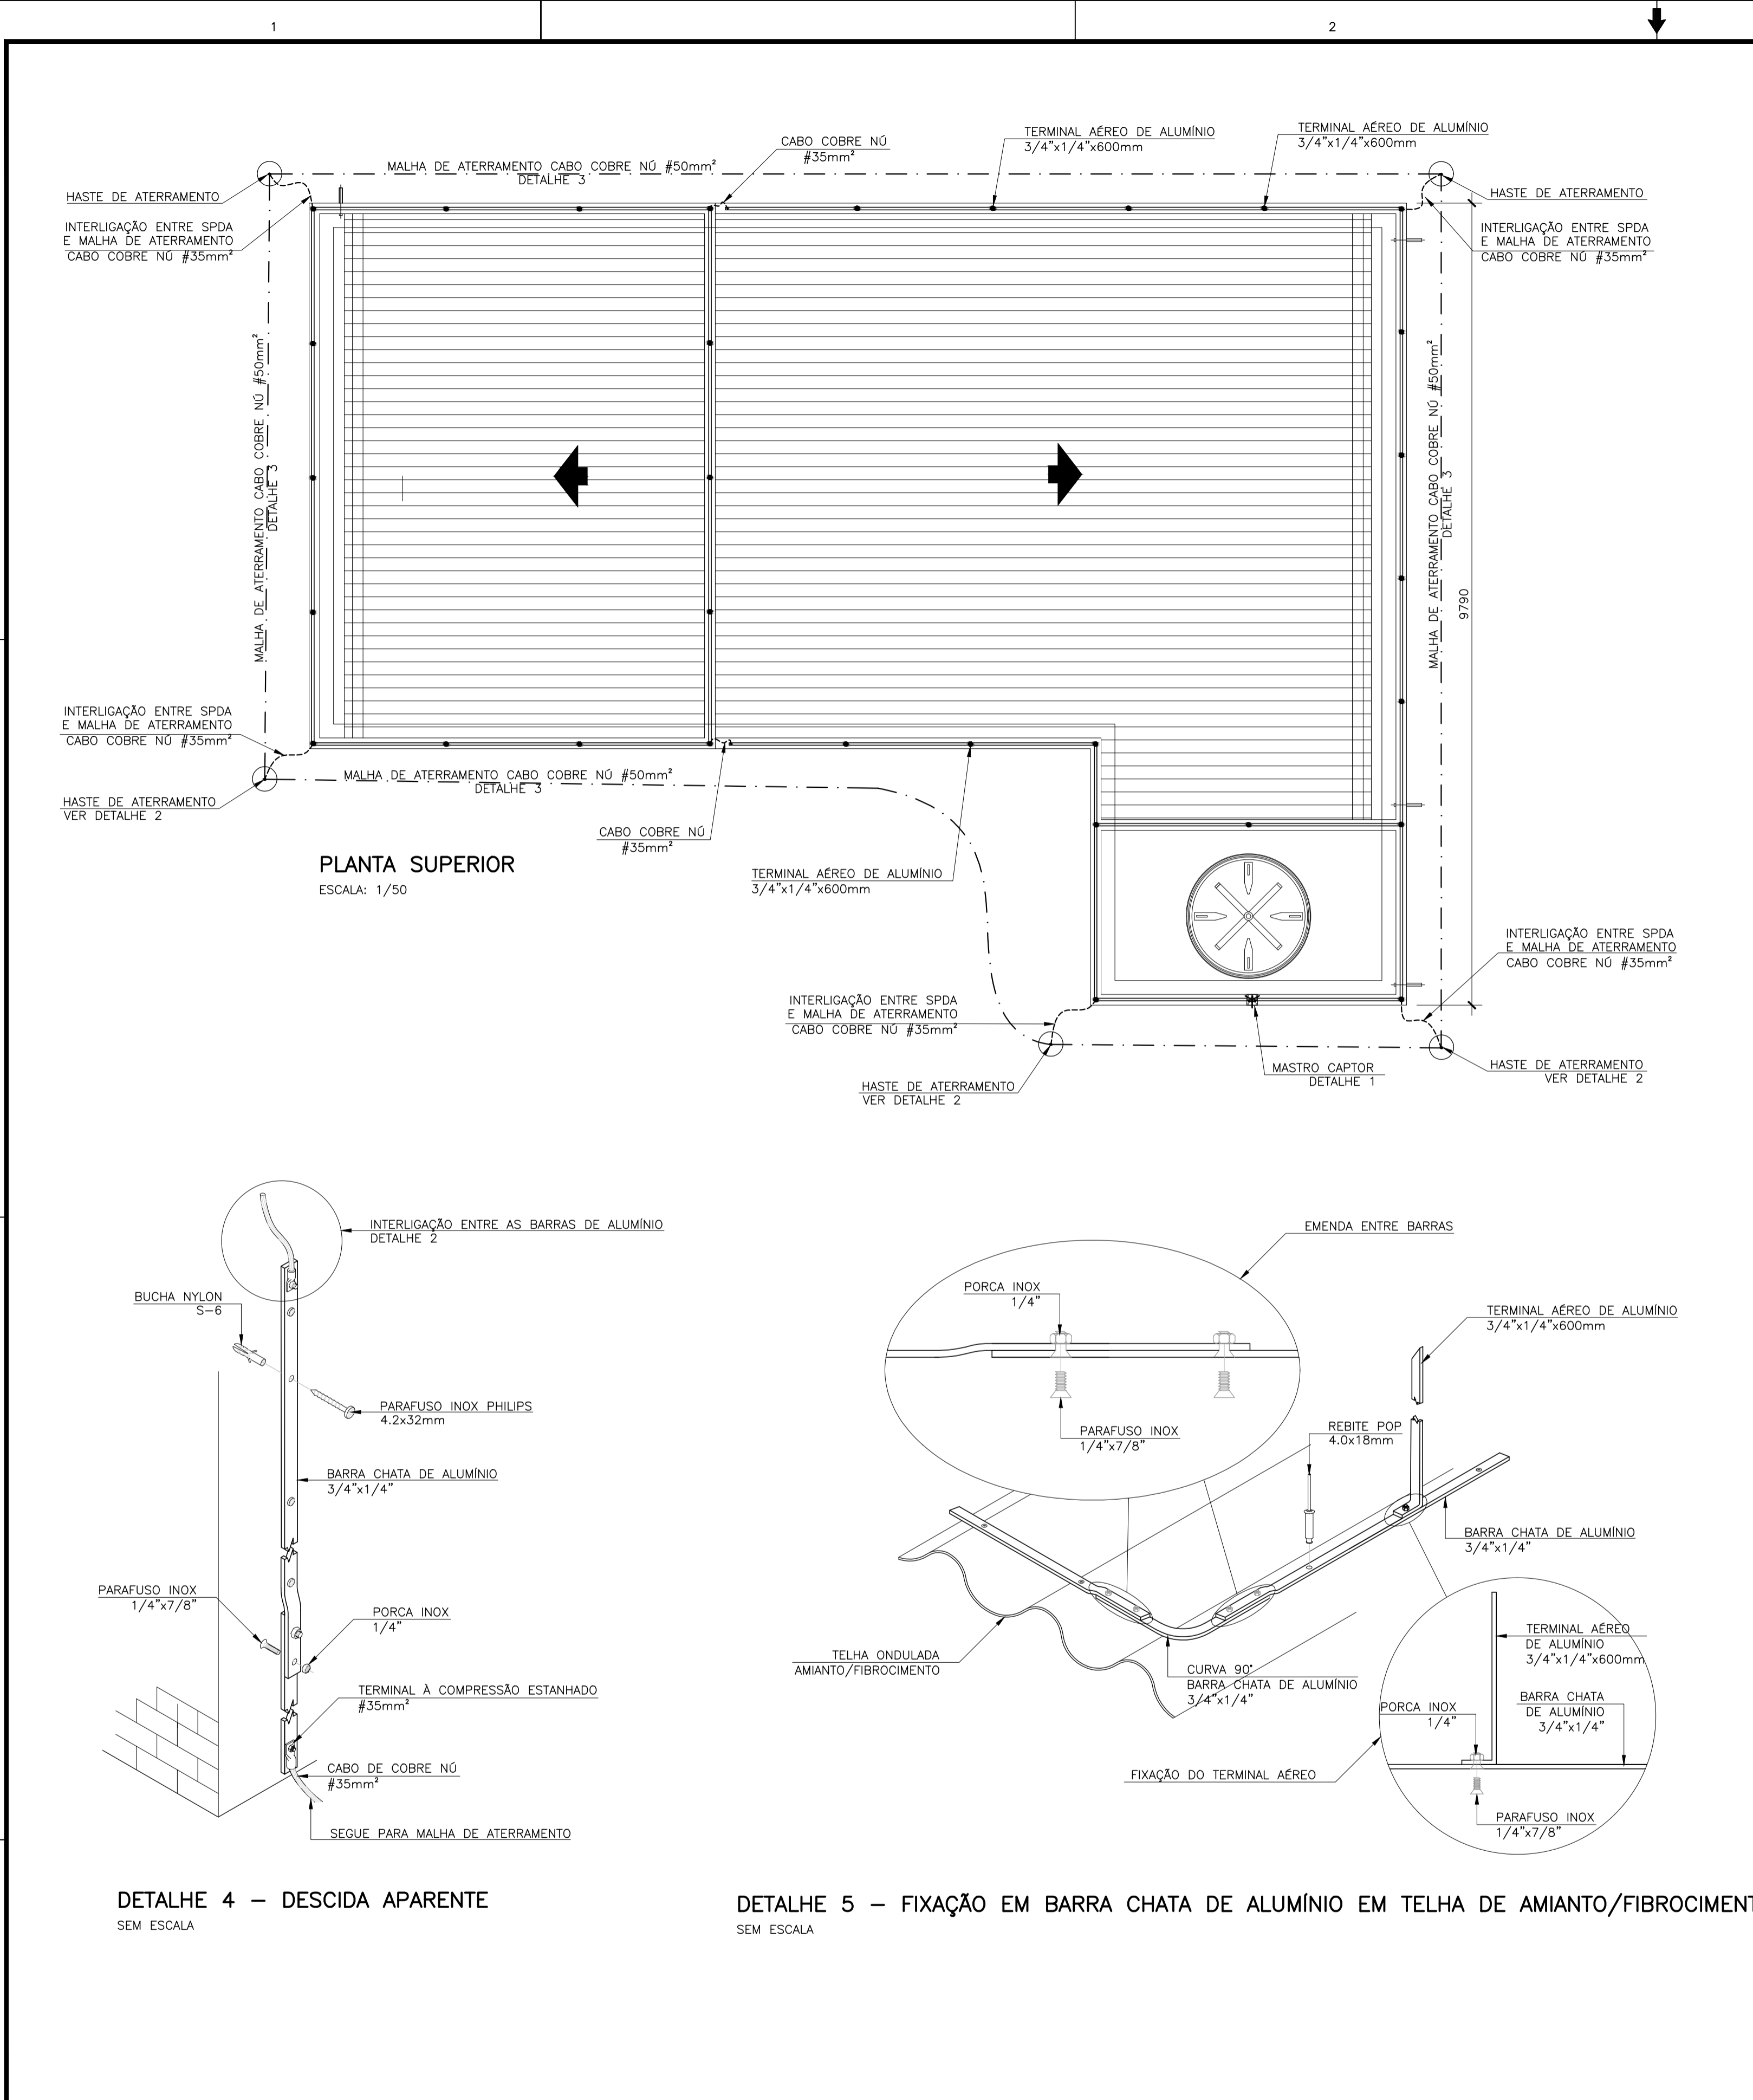 1
2
CABO COBRE NÚ
#35mm²
TERMINAL AÉREO DE ALUMÍNIO
3/4"x1/4"x600mm
TERMINAL AÉREO DE ALUMÍNIO
3/4"x1/4"x600mm
MALHA DE ATERRAMENTO CABO COBRE NÚ #50mm²
DETALHE 3
HASTE DE ATERRAMENTO
INTERLIGAÇÃO ENTRE SPDA
E MALHA DE ATERRAMENTO
CABO COBRE NÚ #35mm²
HASTE DE ATERRAMENTO
INTERLIGAÇÃO ENTRE SPDA
E MALHA DE ATERRAMENTO
CABO COBRE NÚ #35mm²
MALHA DE ATERRAMENTO CABO COBRE NÚ #50mm²
DETALHE 3
MALHA DE ATERRAMENTO CABO COBRE NÚ #50mm²
DETALHE 3
9790
INTERLIGAÇÃO ENTRE SPDA
E MALHA DE ATERRAMENTO
CABO COBRE NÚ #35mm²
MALHA DE ATERRAMENTO CABO COBRE NÚ #50mm²
DETALHE 3
HASTE DE ATERRAMENTO
VER DETALHE 2
CABO COBRE NÚ
#35mm²
PLANTA SUPERIOR
ESCALA: 1/50
TERMINAL AÉREO DE ALUMÍNIO
3/4"x1/4"x600mm
INTERLIGAÇÃO ENTRE SPDA
E MALHA DE ATERRAMENTO
CABO COBRE NÚ #35mm²
INTERLIGAÇÃO ENTRE SPDA
E MALHA DE ATERRAMENTO
CABO COBRE NÚ #35mm²
MASTRO CAPTOR
DETALHE 1
HASTE DE ATERRAMENTO
VER DETALHE 2
HASTE DE ATERRAMENTO
VER DETALHE 2
INTERLIGAÇÃO ENTRE AS BARRAS DE ALUMÍNIO
DETALHE 2
BUCHA NYLON
S-6
PARAFUSO INOX PHILIPS
4.2x32mm
BARRA CHATA DE ALUMÍNIO
3/4"x1/4"
PARAFUSO INOX
1/4"x7/8"
PORCA INOX
1/4"
TERMINAL À COMPRESSÃO ESTANHADO
#35mm²
CABO DE COBRE NÚ
#35mm²
SEGUE PARA MALHA DE ATERRAMENTO
DETALHE 4 – DESCIDA APARENTE
SEM ESCALA
EMENDA ENTRE BARRAS
PORCA INOX
1/4"
TERMINAL AÉREO DE ALUMÍNIO
3/4"x1/4"x600mm
PARAFUSO INOX
1/4"x7/8"
REBITE POP
4.0x18mm
BARRA CHATA DE ALUMÍNIO
3/4"x1/4"
TELHA ONDULADA
AMIANTO/FIBROCIMENTO
CURVA 90°
BARRA CHATA DE ALUMÍNIO
3/4"x1/4"
TERMINAL AÉREO
DE ALUMÍNIO
3/4"x1/4"x600mm
BARRA CHATA
DE ALUMÍNIO
3/4"x1/4"
PORCA INOX
1/4"
FIXAÇÃO DO TERMINAL AÉREO
PARAFUSO INOX
1/4"x7/8"
DETALHE 5 – FIXAÇÃO EM BARRA CHATA DE ALUMÍNIO EM TELHA DE AMIANTO/FIBROCIMENT
SEM ESCALA